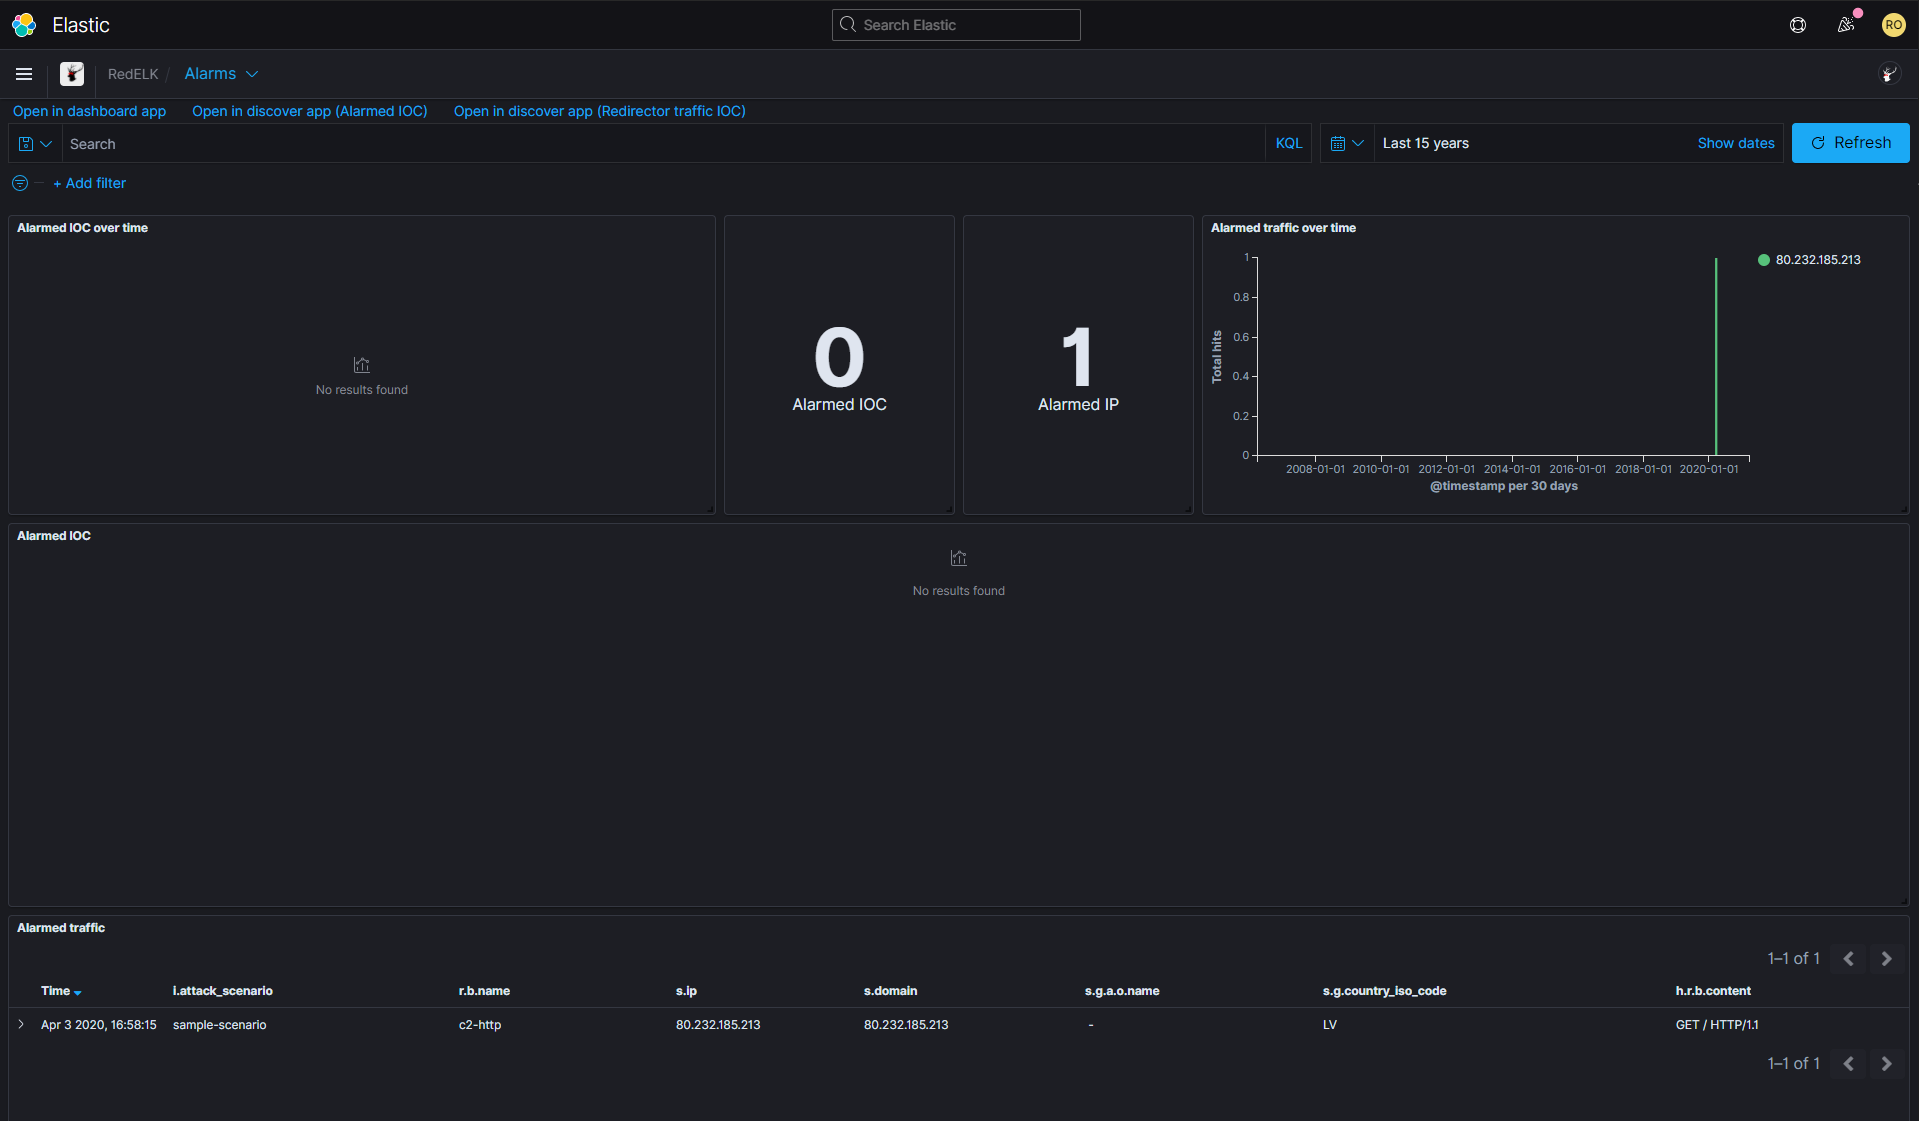 Elastic
Search Elastic
RO
RedELK / Alarms
Open in dashboard app Open in discover app (Alarmed IOC) Open in discover app (Redirector traffic IOC)
Search KQL Last 15 years Show dates Refresh
+ Add filter
Alarmed IOC over time
No results found
0
Alarmed IOC
1
Alarmed IP
Alarmed traffic over time
80.232.185.213
1
0.8
0.6
0.4
0.2
0
Total hits
2008-01-01 2010-01-01 2012-01-01 2014-01-01 2016-01-01 2018-01-01 2020-01-01
@timestamp per 30 days
Alarmed IOC
No results found
Alarmed traffic
1–1 of 1
Time i.attack_scenario r.b.name s.ip s.domain s.g.a.o.name s.g.country_iso_code h.r.b.content
Apr 3 2020, 16:58:15 sample-scenario c2-http 80.232.185.213 80.232.185.213 - LV GET / HTTP/1.1
1–1 of 1